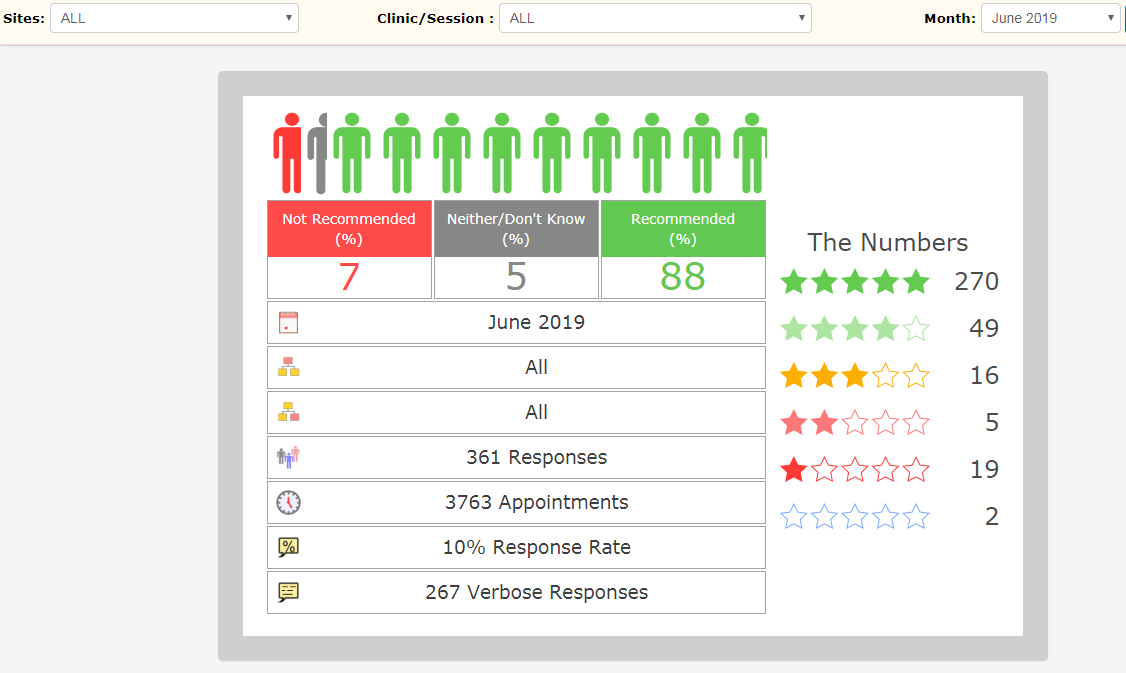 Sites: ALL Clinic/Session : ALL Month: June 2019
Not Recommended (%)
Neither/Don't Know (%)
Recommended (%)
7
5
88
June 2019
All
All
361 Responses
3763 Appointments
10% Response Rate
267 Verbose Responses
The Numbers
270
49
16
5
19
2